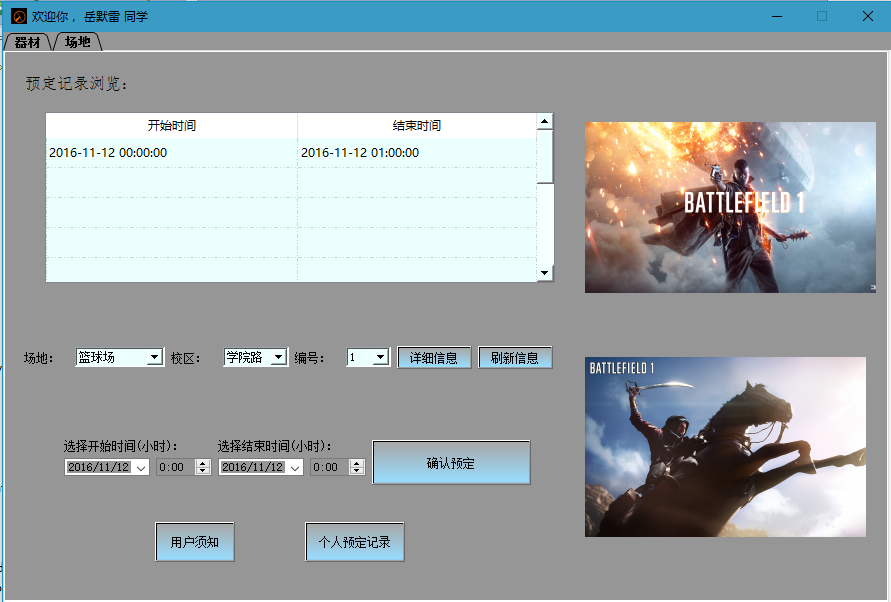 欢迎你， 岳默雷 同学
器材 场地
预定记录浏览：
开始时间 结束时间
2016-11-12 00:00:00 2016-11-12 01:00:00
BATTLEFIELD 1
场地： 篮球场 校区： 学院路 编号： 1 详细信息 刷新信息
BATTLEFIELD 1
选择开始时间(小时)： 选择结束时间(小时)：
2016/11/12 0:00 2016/11/12 0:00 确认预定
用户须知 个人预定记录